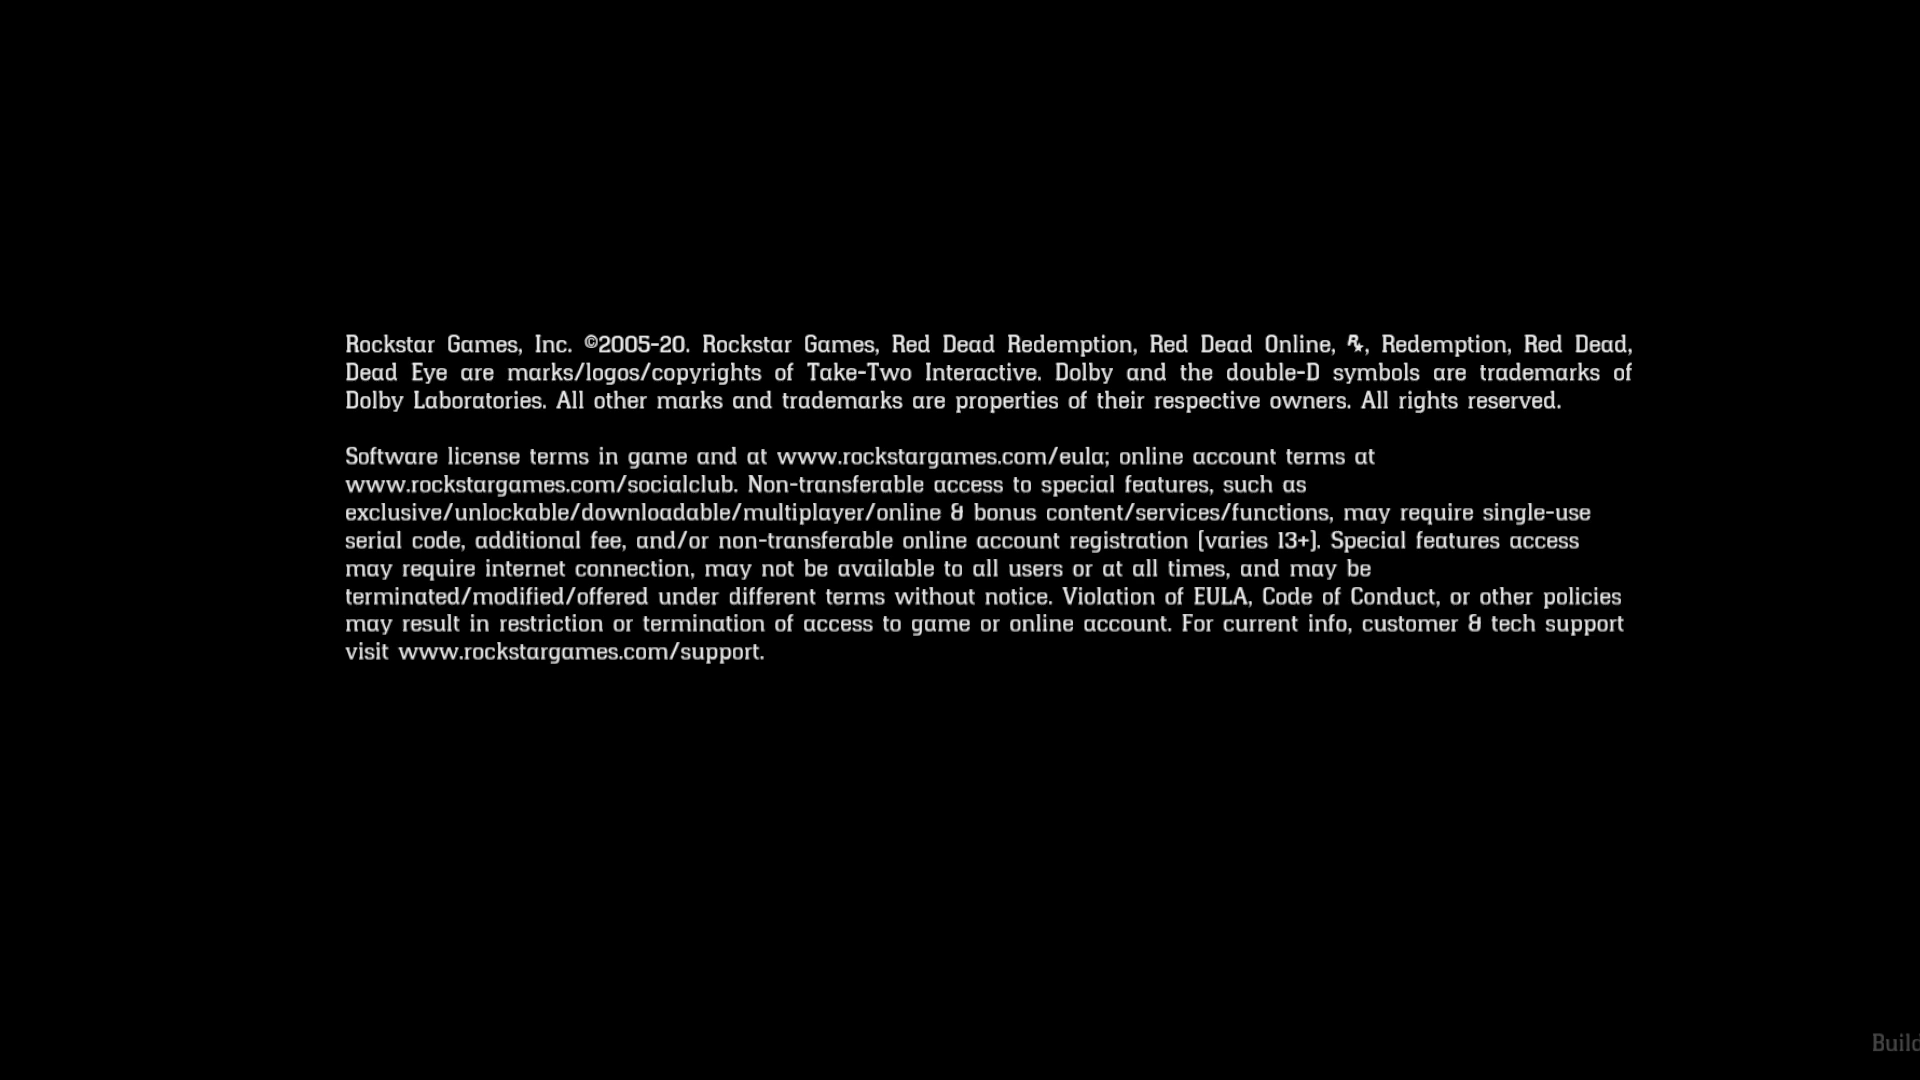 Rockstar Games, Inc. ©2005-20. Rockstar Games, Red Dead Redemption, Red Dead Online, R★, Redemption, Red Dead,
Dead Eye are marks/logos/copyrights of Take-Two Interactive. Dolby and the double-D symbols are trademarks of
Dolby Laboratories. All other marks and trademarks are properties of their respective owners. All rights reserved.
Software license terms in game and at www.rockstargames.com/eula; online account terms at
www.rockstargames.com/socialclub. Non-transferable access to special features, such as
exclusive/unlockable/downloadable/multiplayer/online & bonus content/services/functions, may require single-use
serial code, additional fee, and/or non-transferable online account registration (varies 13+). Special features access
may require internet connection, may not be available to all users or at all times, and may be
terminated/modified/offered under different terms without notice. Violation of EULA, Code of Conduct, or other policies
may result in restriction or termination of access to game or online account. For current info, customer & tech support
visit www.rockstargames.com/support.
Build